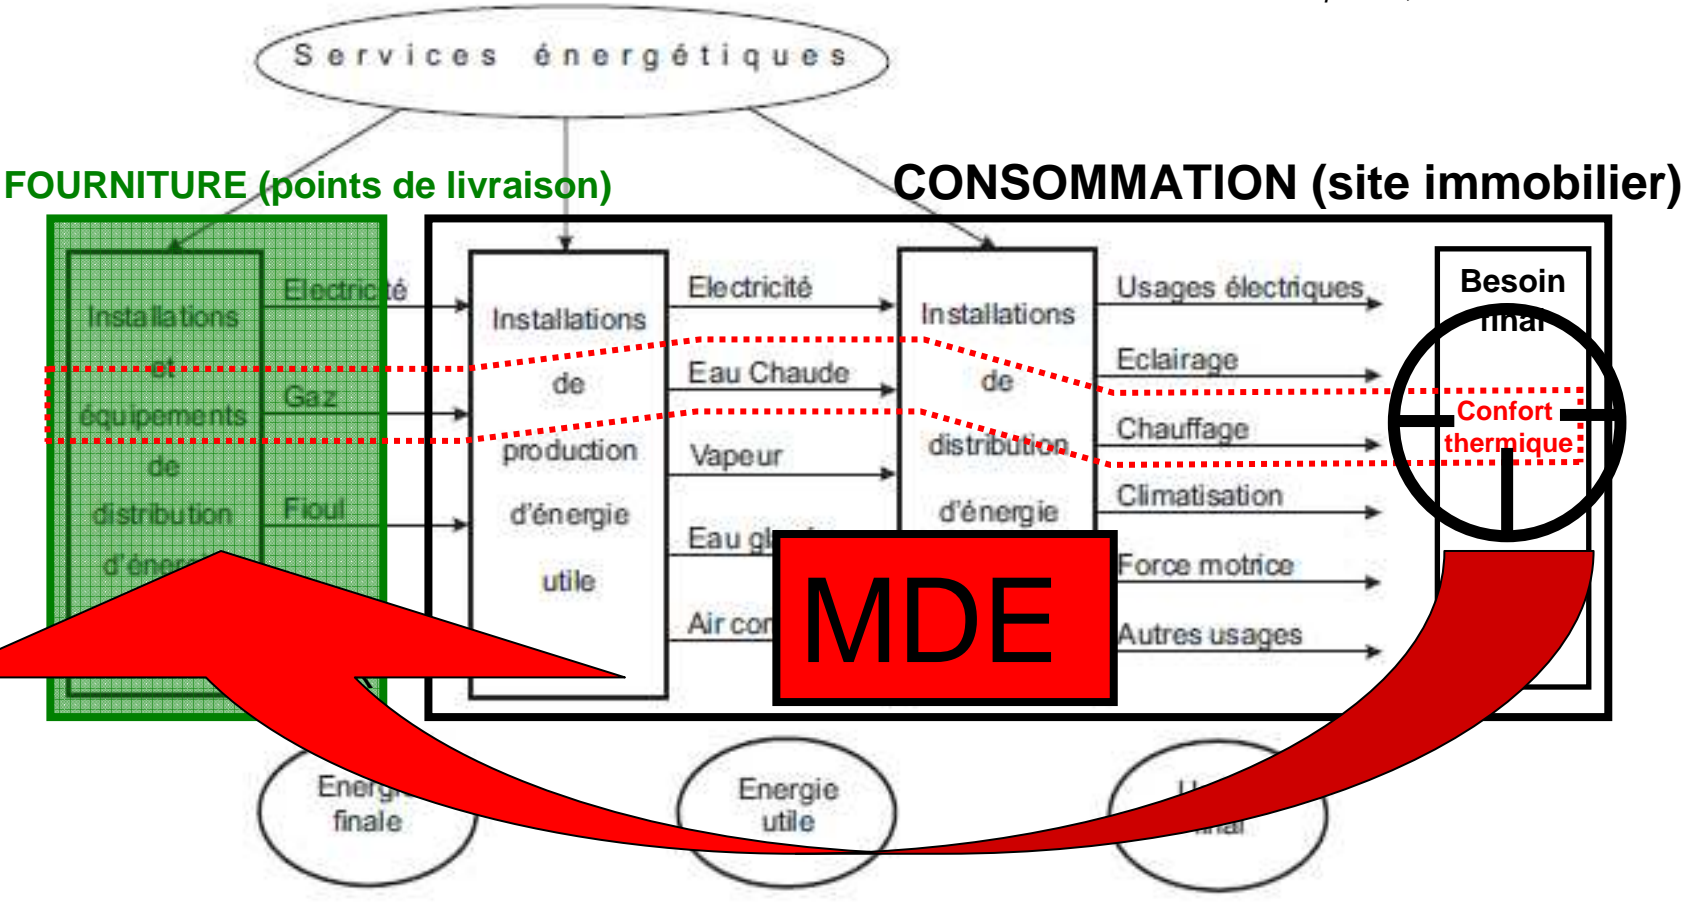 Services énergétiques
FOURNITURE (points de livraison)
CONSOMMATION (site immobilier)
Installations
et
équipements
de
distribution
Electricité
Gaz
Fioul
Installations
de
production
d'énergie
utile
Electricité
Eau Chaude
Vapeur
Eau
Air
Installations
de
distribution
d'énergie
Usages électriques
Eclairage
Chauffage
Climatisation
Force motrice
Autres usages
Besoin
final
Confort
thermique
MDE
finale
Energie
utile